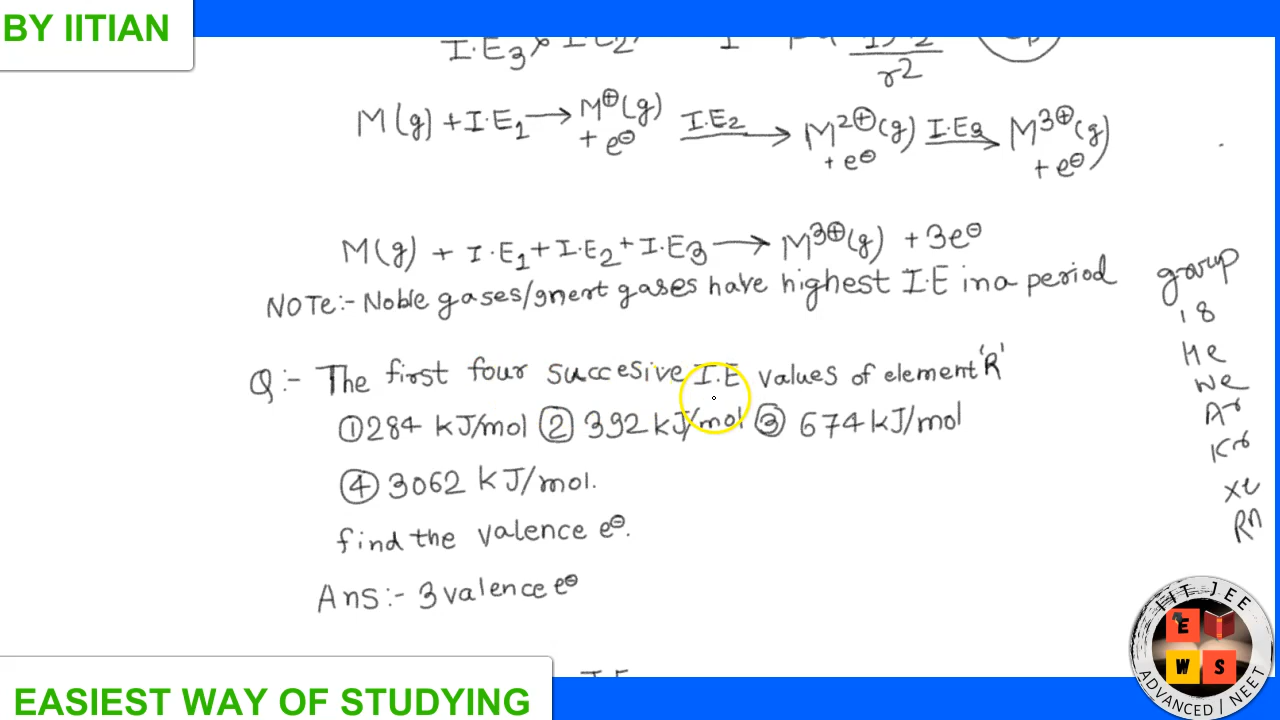 BY IITIAN
I.E3 > I.E2
r2
M(g) + I.E1 → M⊕(g) + e⊖ —I.E2→ M2⊕(g) + e⊖ —I.E3→ M3⊕(g) + e⊖
M(g) + I.E1 + I.E2 + I.E3 → M3⊕(g) + 3e⊖
NOTE:- Noble gases/Inert gases have highest I.E in a period
group
18
He
Ne
Ar
Kr
Xe
Rn
Q:- The first four succesive I.E values of element 'R'
① 284 kJ/mol ② 392 kJ/mol ③ 674 kJ/mol
④ 3062 kJ/mol.
find the valence e⊖.
Ans:- 3 valence e⊖
EASIEST WAY OF STUDYING
IIT JEE
E
W S
ADVANCED / NEET